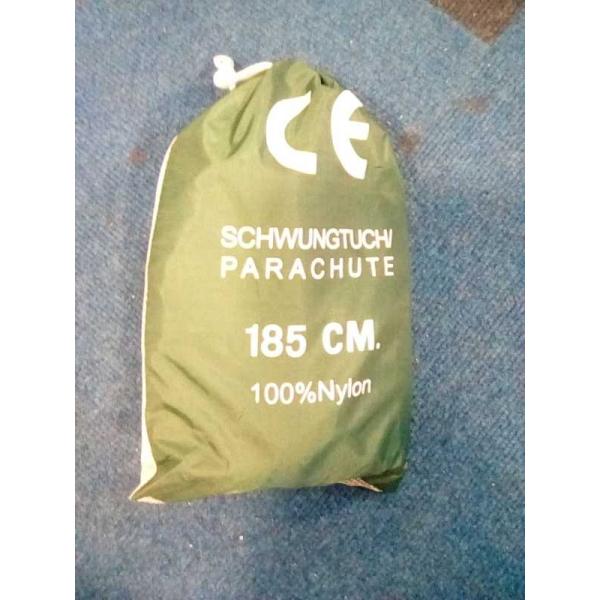 CE
SCHWUNGTUCH/
PARACHUTE
185 CM.
100%Nylon